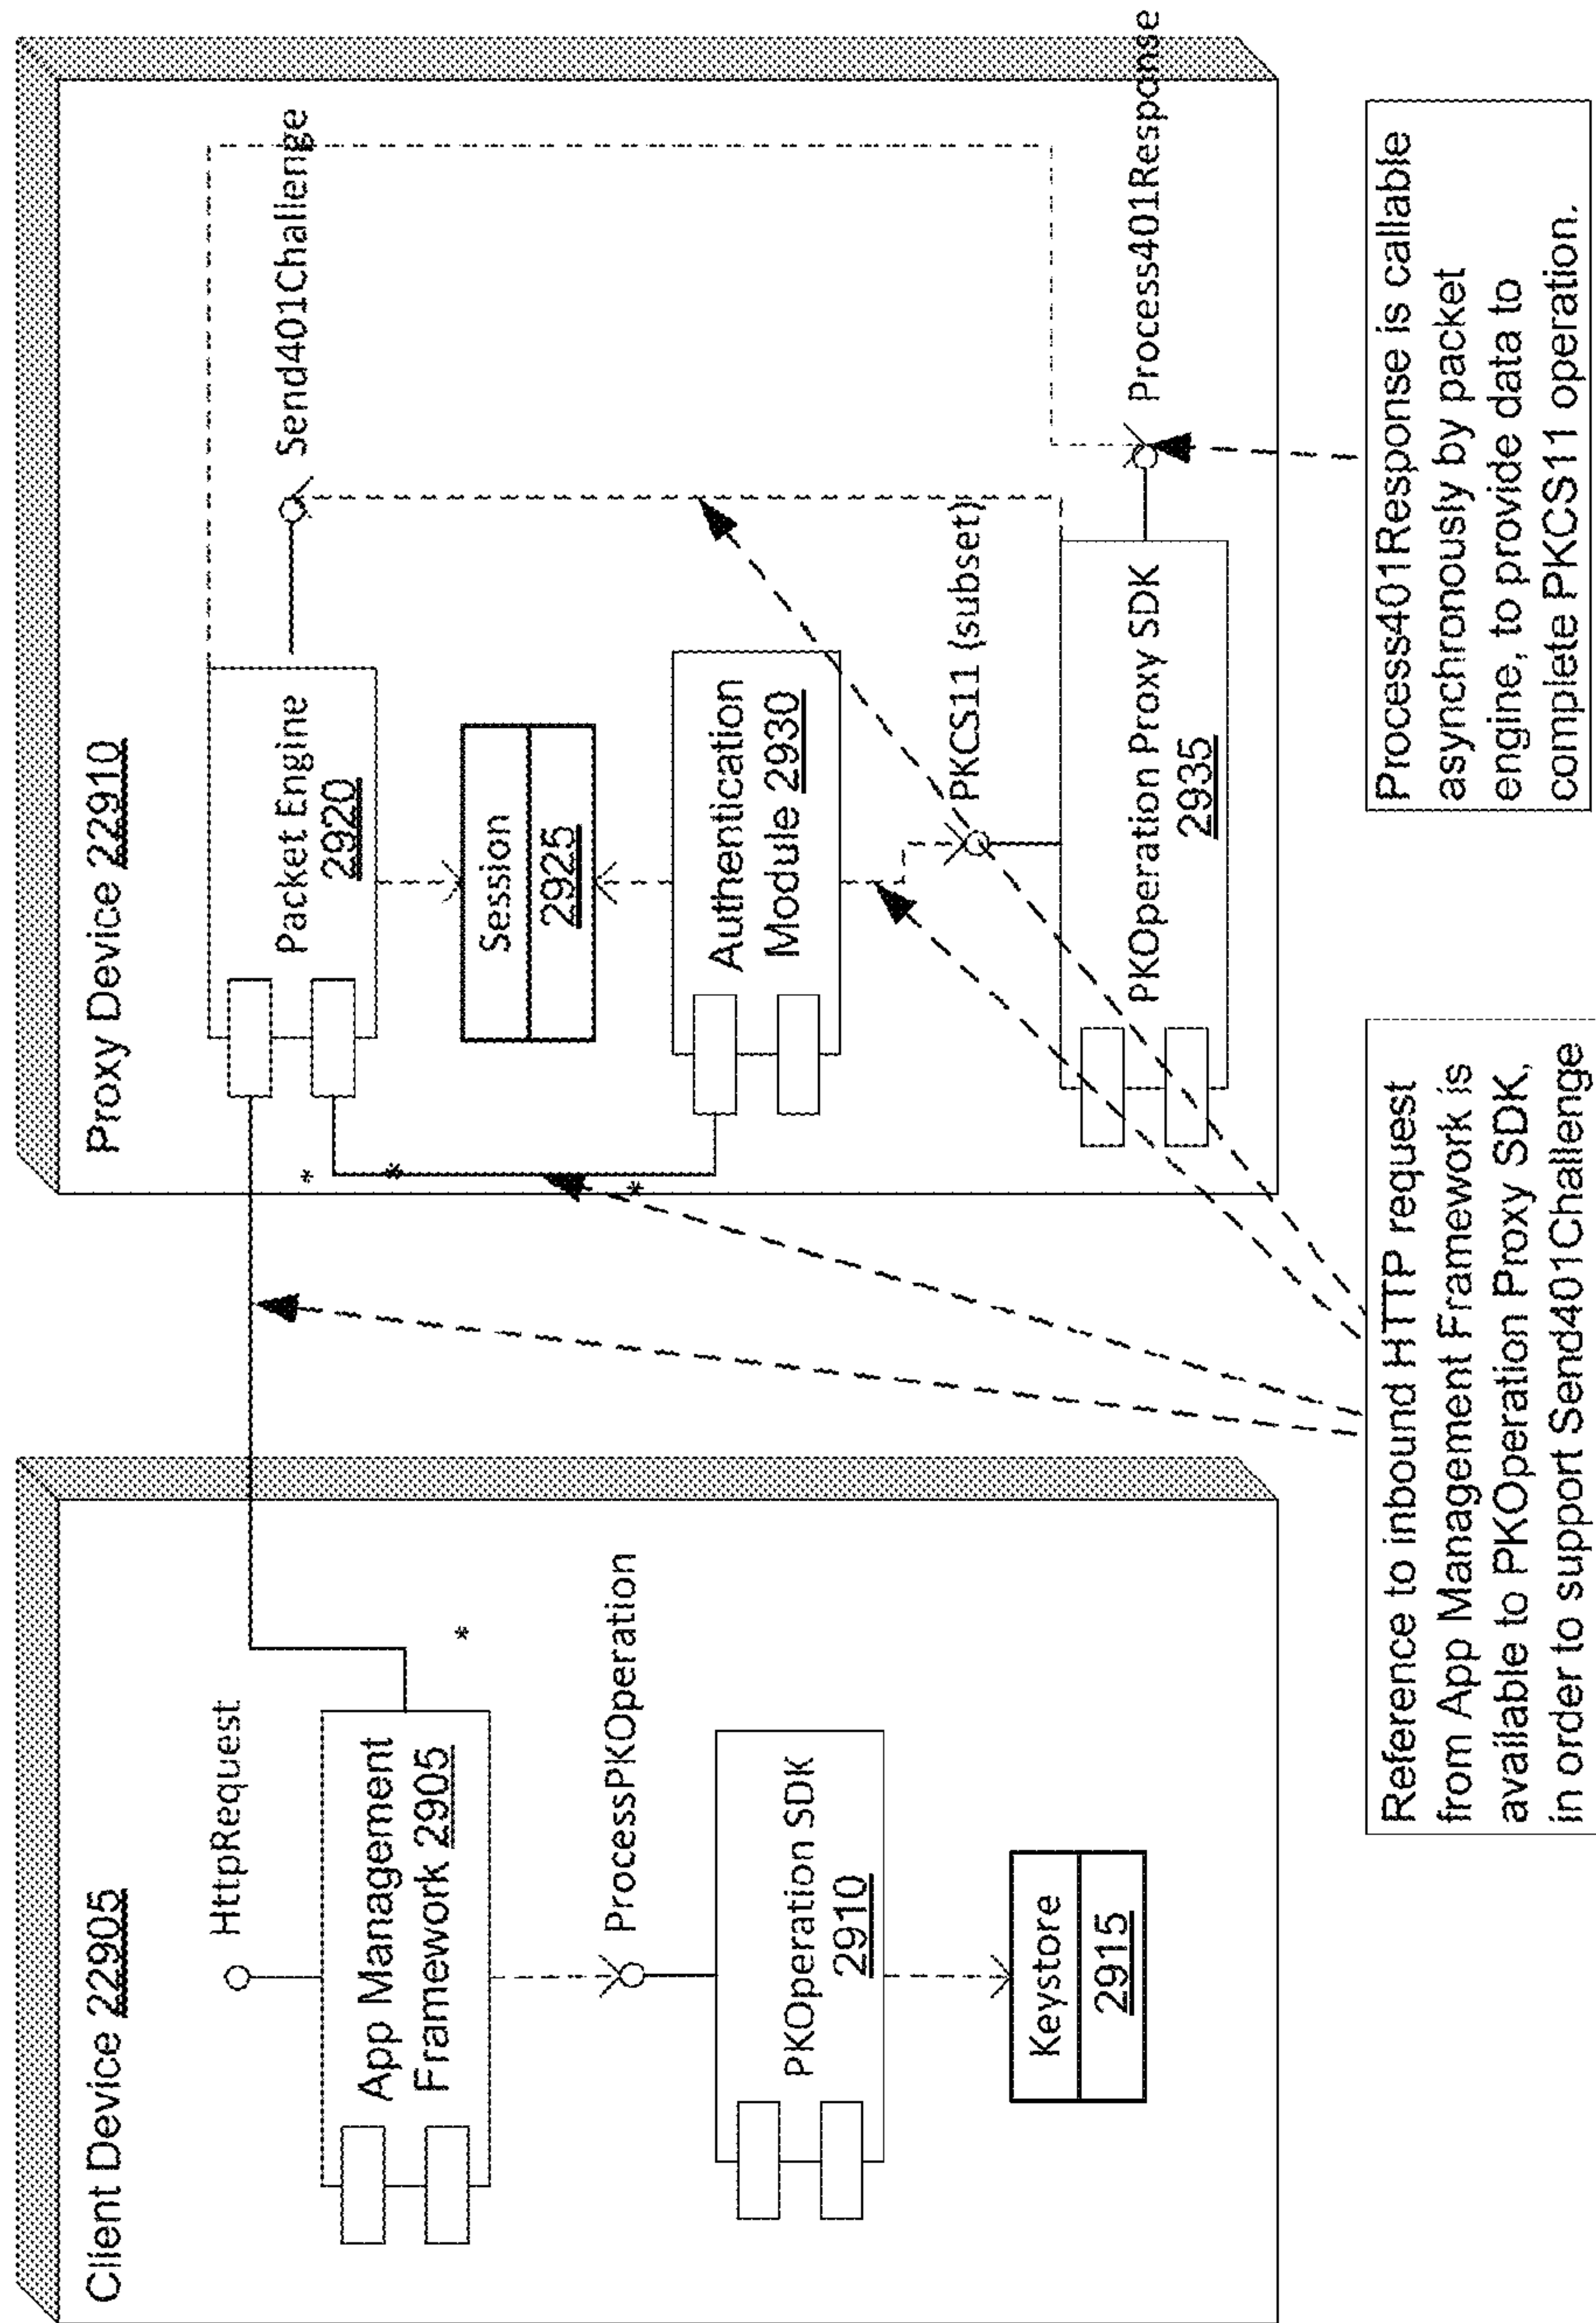 Client Device 22905
HttpRequest
App Management
Framework 2905
*
ProcessPKOperation
PKOperation SDK
2910
Keystore
2915
Proxy Device 22910
Packet Engine
2920
Send401Challenge
*
*
*
Session
2925
Authentication
Module 2930
PKCS11 (subset)
PKOperation Proxy SDK
2935
Process401Response
Reference to inbound HTTP request
from App Management Framework is
available to PKOperation Proxy SDK,
in order to support Send401Challenge
Process401Response is callable
asynchronously by packet
engine, to provide data to
complete PKCS11 operation.